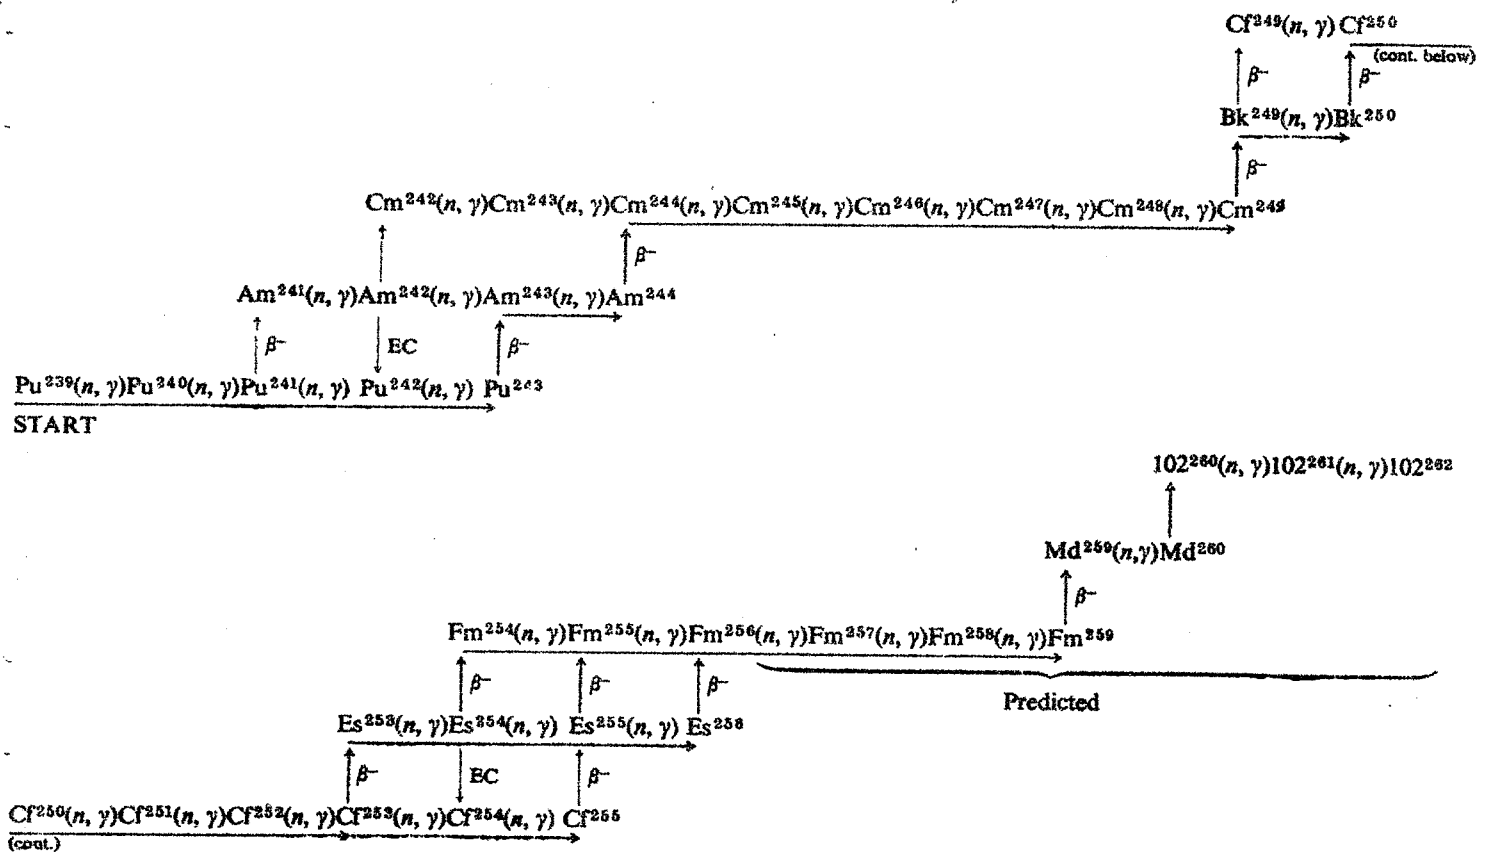 Cf²⁴⁹(n, γ)Cf²⁵⁰
(cont. below)
β⁻ β⁻
Bk²⁴⁹(n, γ)Bk²⁵⁰
β⁻
Cm²⁴²(n, γ)Cm²⁴³(n, γ)Cm²⁴⁴(n, γ)Cm²⁴⁵(n, γ)Cm²⁴⁶(n, γ)Cm²⁴⁷(n, γ)Cm²⁴⁸(n, γ)Cm²⁴⁹
β⁻
Am²⁴¹(n, γ)Am²⁴²(n, γ)Am²⁴³(n, γ)Am²⁴⁴
β⁻ EC β⁻
Pu²³⁹(n, γ)Pu²⁴⁰(n, γ)Pu²⁴¹(n, γ) Pu²⁴²(n, γ) Pu²⁴³
START
102²⁶⁰(n, γ)102²⁶¹(n, γ)102²⁶²
Md²⁵⁹(n,γ)Md²⁶⁰
β⁻
Fm²⁵⁴(n, γ)Fm²⁵⁵(n, γ)Fm²⁵⁶(n, γ)Fm²⁵⁷(n, γ)Fm²⁵⁸(n, γ)Fm²⁵⁹
β⁻ β⁻ β⁻
Predicted
Es²⁵³(n, γ)Es²⁵⁴(n, γ) Es²⁵⁵(n, γ) Es²⁵⁶
β⁻ EC β⁻
Cf²⁵⁰(n, γ)Cf²⁵¹(n, γ)Cf²⁵²(n, γ)Cf²⁵³(n, γ)Cf²⁵⁴(n, γ) Cf²⁵⁵
(cont.)